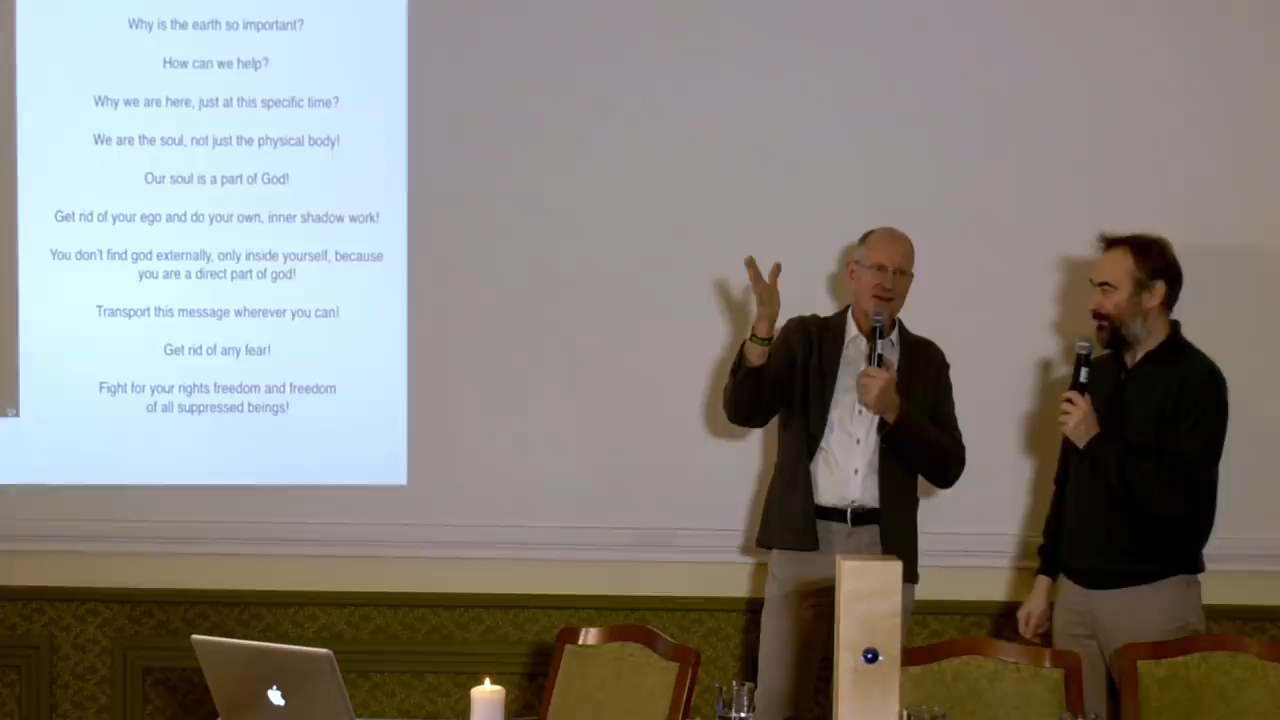 Why is the earth so important?
How can we help?
Why we are here, just at this specific time?
We are the soul, not just the physical body!
Our soul is a part of God!
Get rid of your ego and do your own, inner shadow work!
You don't find god externally, only inside yourself, because
you are a direct part of god!
Transport this message wherever you can!
Get rid of any fear!
Fight for your rights freedom and freedom
of all suppressed beings!